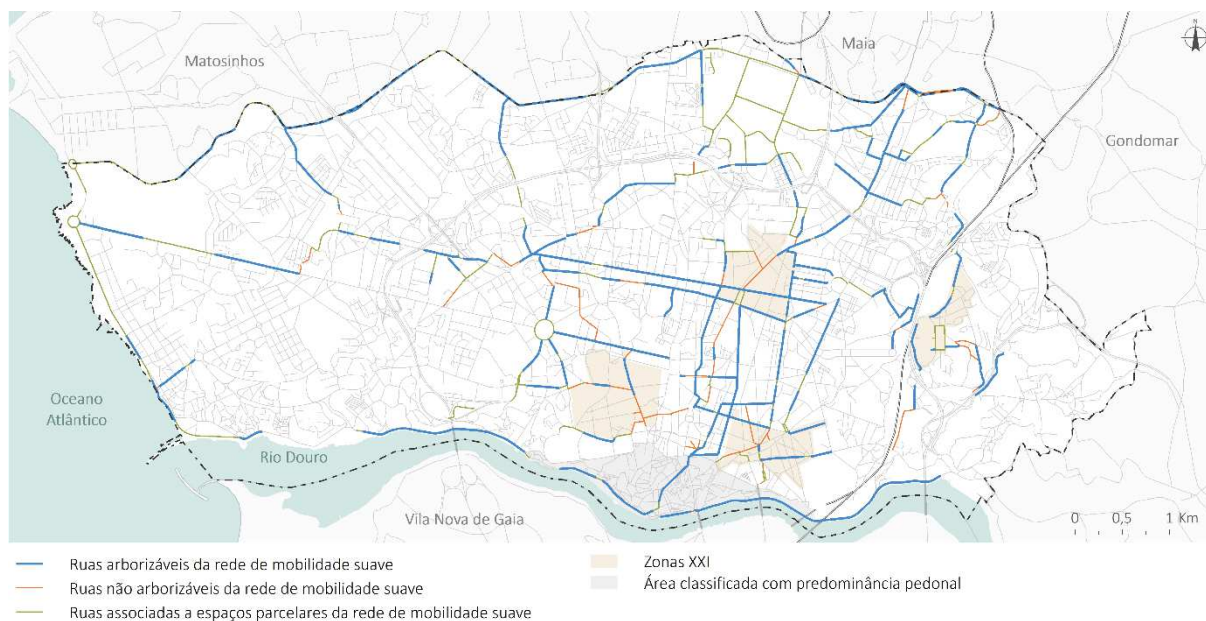 Matosinhos
Maia
N
Gondomar
Oceano
Atlântico
Rio Douro
Vila Nova de Gaia
0 0,5 1 Km
Ruas arborizáveis da rede de mobilidade suave
Ruas não arborizáveis da rede de mobilidade suave
Ruas associadas a espaços parcelares da rede de mobilidade suave
Zonas XXI
Área classificada com predominância pedonal